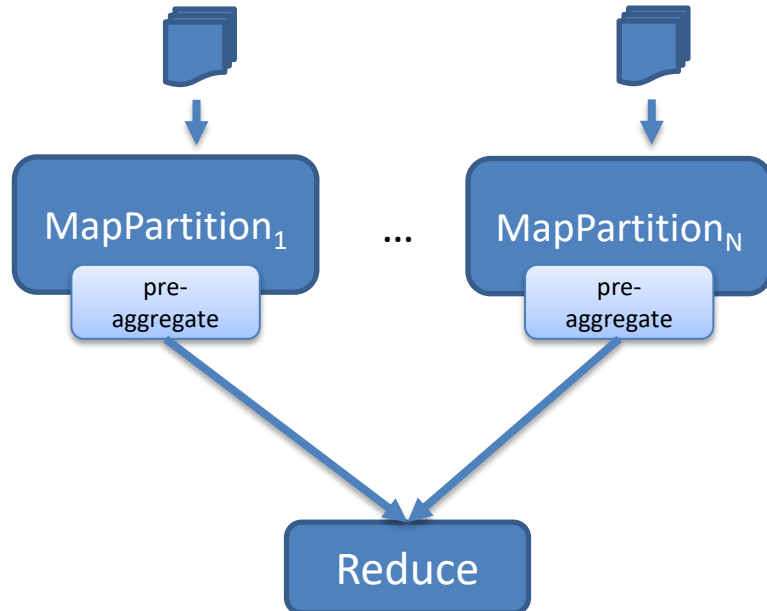 MapPartition₁ ... MapPartitionN
pre-
aggregate
pre-
aggregate
Reduce